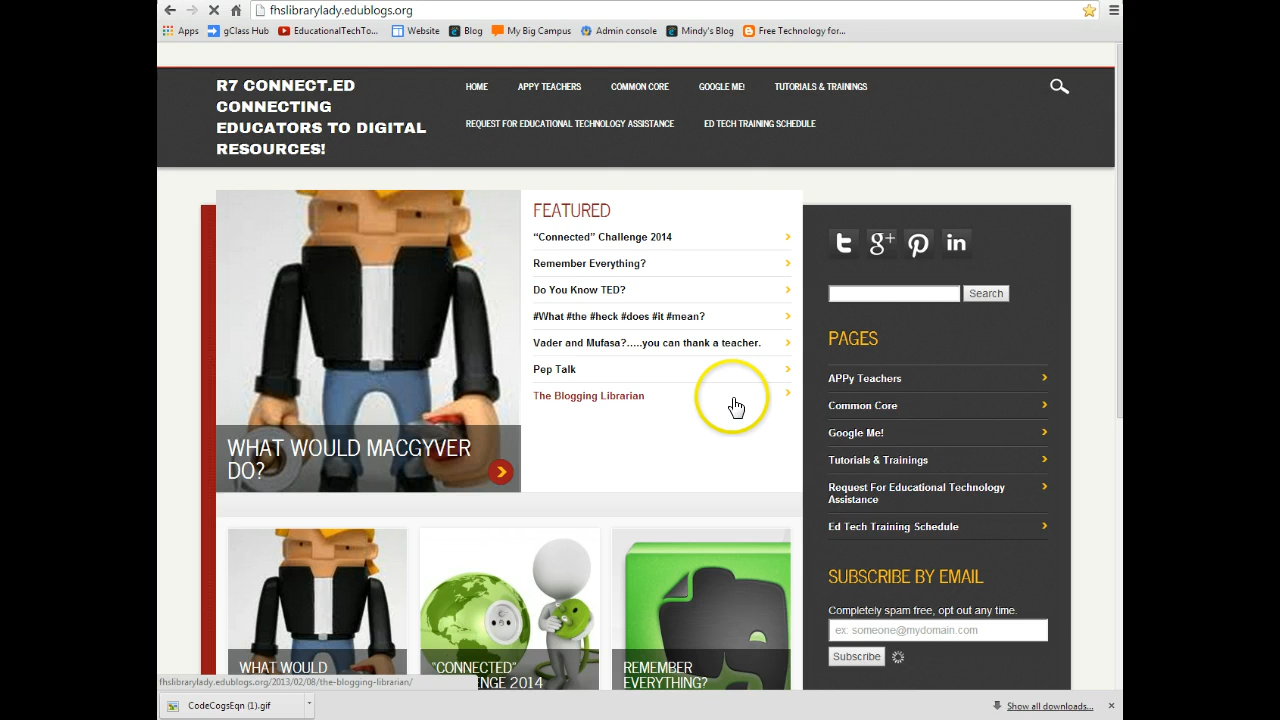 fhslibrarylady.edublogs.org
Apps gClass Hub EducationalTechTo... Website Blog My Big Campus Admin console Mindy's Blog Free Technology for...
R7 CONNECT.ED
CONNECTING
EDUCATORS TO DIGITAL
RESOURCES!
HOME APPY TEACHERS COMMON CORE GOOGLE ME! TUTORIALS & TRAININGS
REQUEST FOR EDUCATIONAL TECHNOLOGY ASSISTANCE ED TECH TRAINING SCHEDULE
WHAT WOULD MACGYVER
DO?
FEATURED
“Connected” Challenge 2014
Remember Everything?
Do You Know TED?
#What #the #heck #does #it #mean?
Vader and Mufasa?.....you can thank a teacher.
Pep Talk
The Blogging Librarian
Search
PAGES
APPy Teachers
Common Core
Google Me!
Tutorials & Trainings
Request For Educational Technology
Assistance
Ed Tech Training Schedule
SUBSCRIBE BY EMAIL
Completely spam free, opt out any time.
ex: someone@mydomain.com
Subscribe
WHAT WOULD
“CONNECTED”
CHALLENGE 2014
REMEMBER
EVERYTHING?
fhslibrarylady.edublogs.org/2013/02/08/the-blogging-librarian/
CodeCogsEqn (1).gif
Show all downloads...